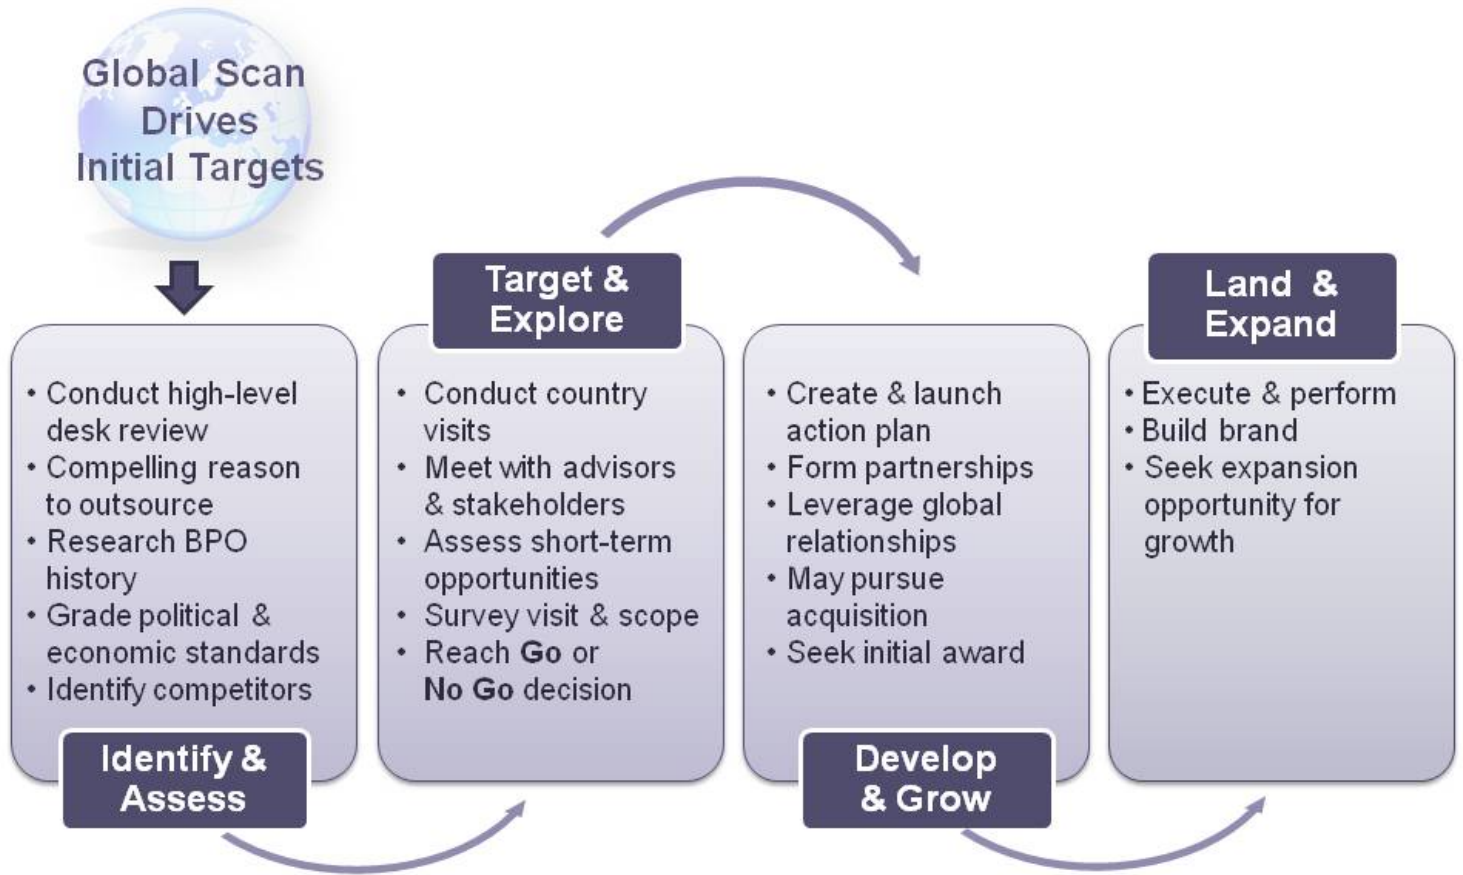 Global Scan
Drives
Initial Targets
• Conduct high-level
desk review
• Compelling reason
to outsource
• Research BPO
history
• Grade political &
economic standards
• Identify competitors
Identify &
Assess
Target &
Explore
• Conduct country
visits
• Meet with advisors
& stakeholders
• Assess short-term
opportunities
• Survey visit & scope
• Reach Go or
No Go decision
• Create & launch
action plan
• Form partnerships
• Leverage global
relationships
• May pursue
acquisition
• Seek initial award
Develop
& Grow
Land &
Expand
• Execute & perform
• Build brand
• Seek expansion
opportunity for
growth